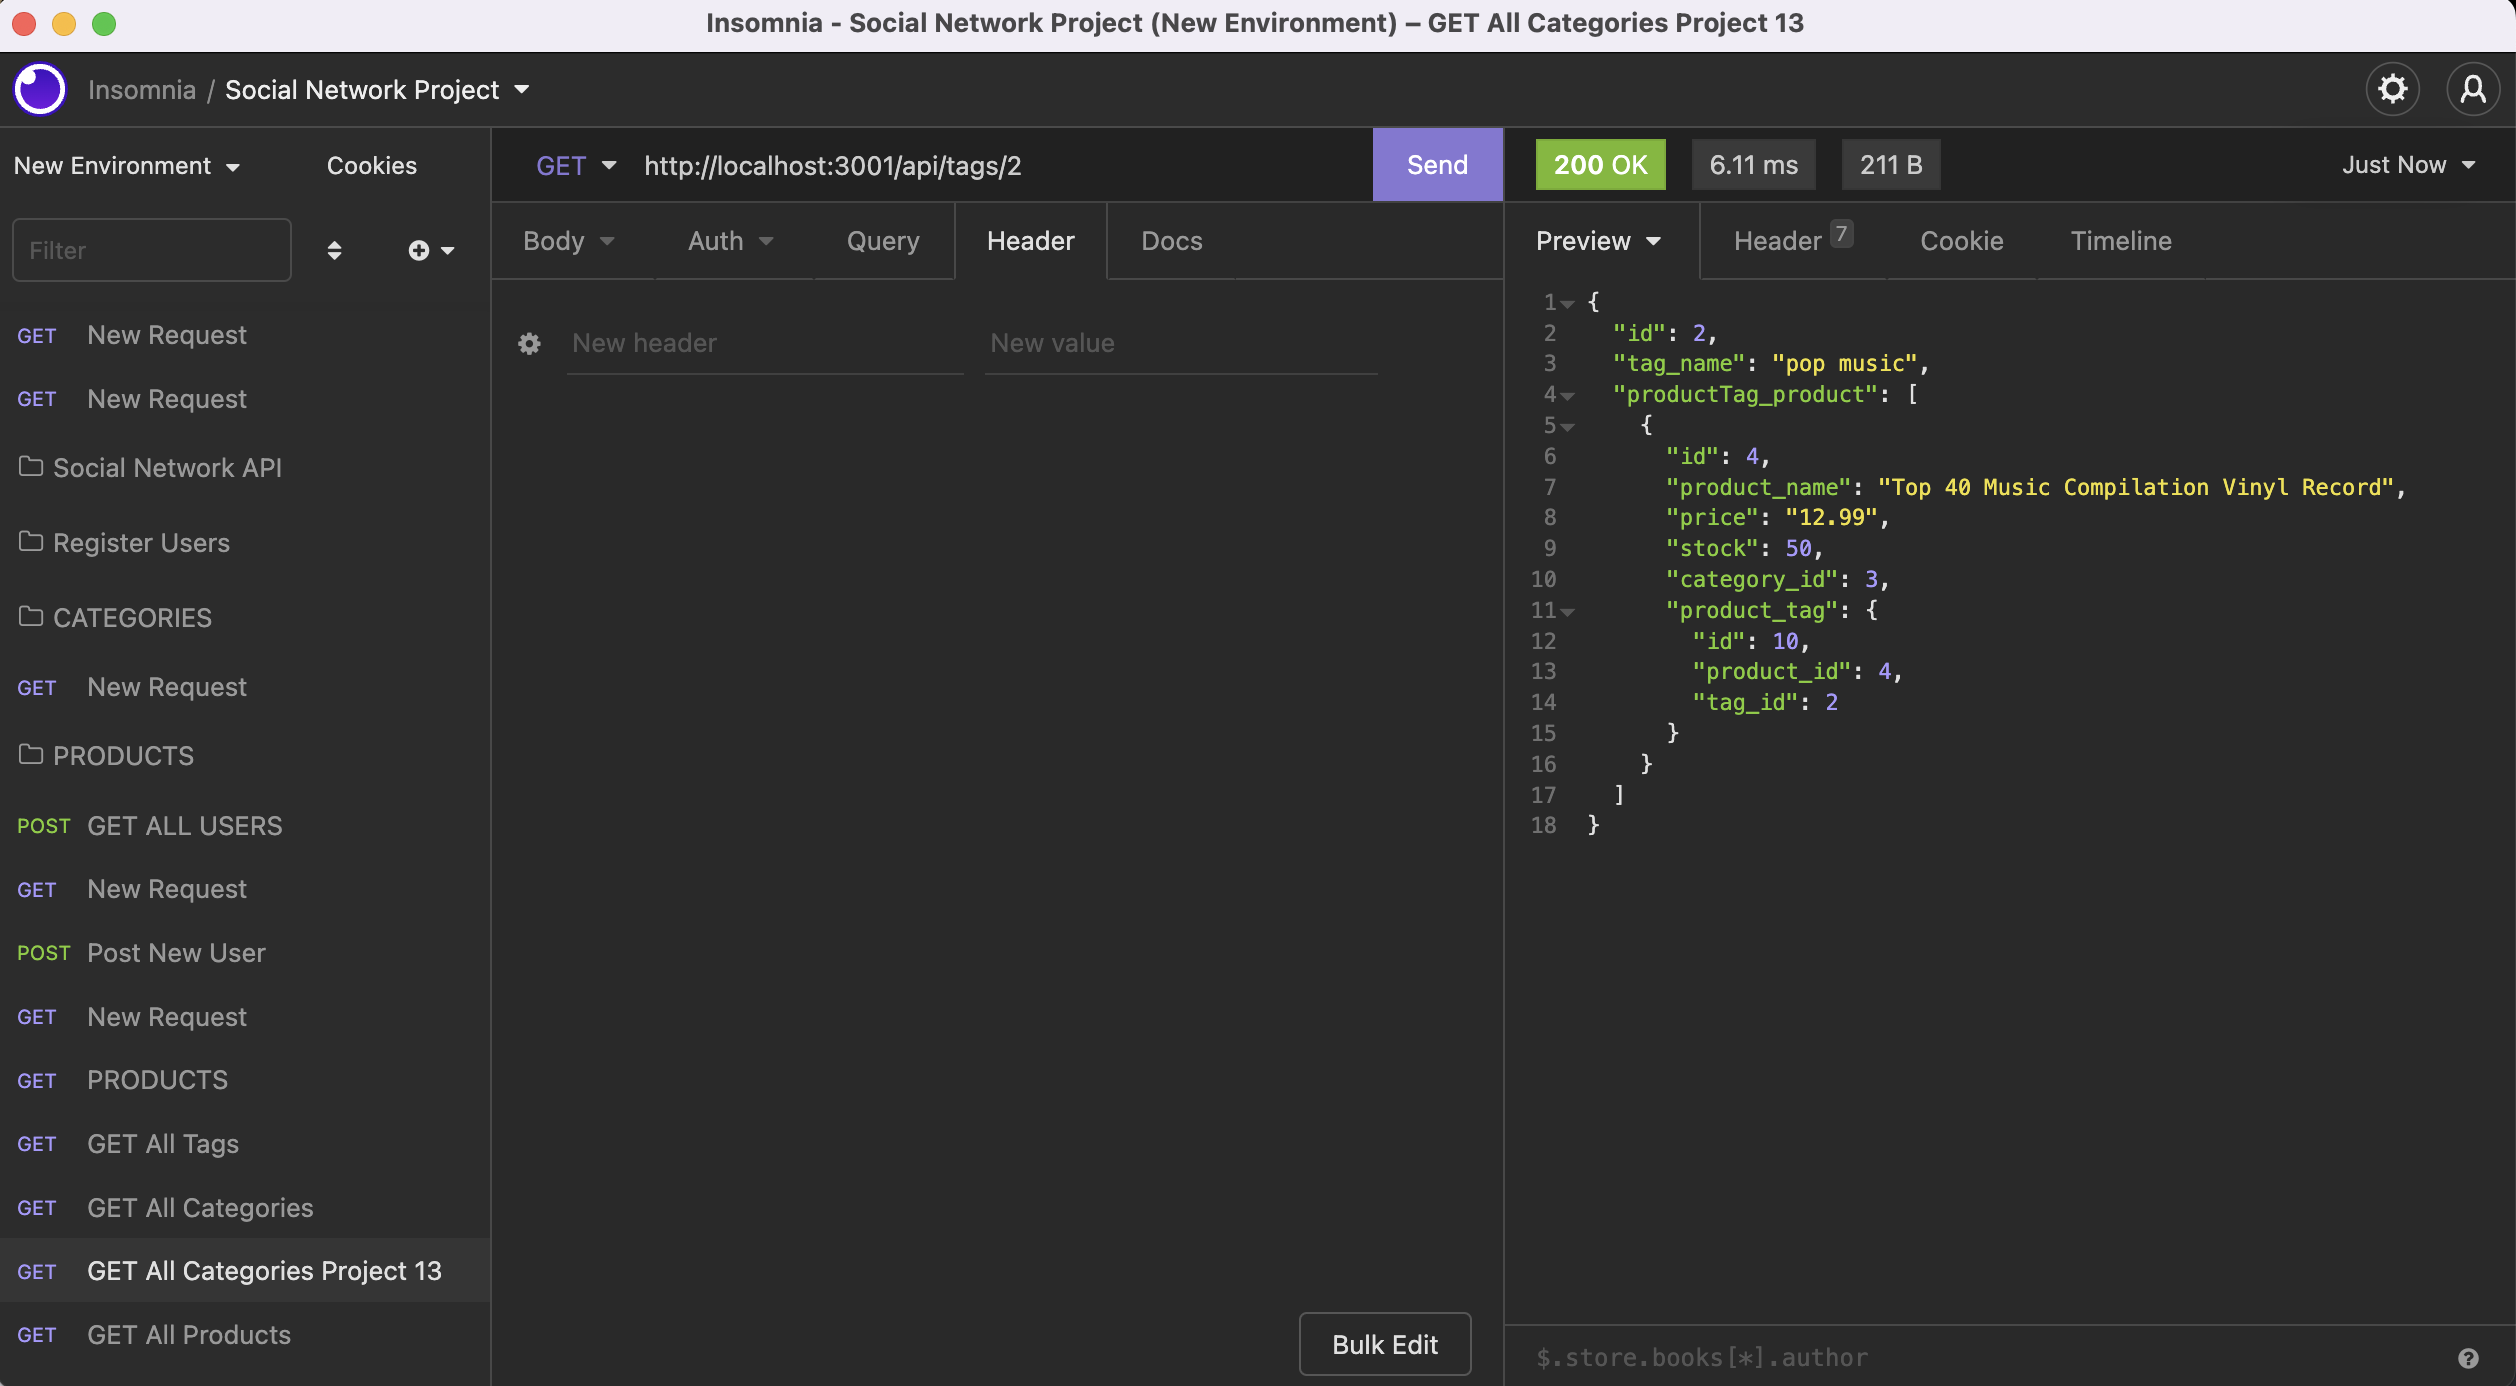 Insomnia - Social Network Project (New Environment) – GET All Categories Project 13
Insomnia / Social Network Project
New Environment
Cookies
Filter
GET New Request
GET New Request
Social Network API
Register Users
CATEGORIES
GET New Request
PRODUCTS
POST GET ALL USERS
GET New Request
POST Post New User
GET New Request
GET PRODUCTS
GET GET All Tags
GET GET All Categories
GET GET All Categories Project 13
GET GET All Products
GET http://localhost:3001/api/tags/2 Send
Body Auth Query Header Docs
New header New value
Bulk Edit
200 OK 6.11 ms 211 B Just Now
Preview Header 7 Cookie Timeline
1 {
2 "id": 2,
3 "tag_name": "pop music",
4 "productTag_product": [
5 {
6 "id": 4,
7 "product_name": "Top 40 Music Compilation Vinyl Record",
8 "price": "12.99",
9 "stock": 50,
10 "category_id": 3,
11 "product_tag": {
12 "id": 10,
13 "product_id": 4,
14 "tag_id": 2
15 }
16 }
17 ]
18 }
$.store.books[*].author